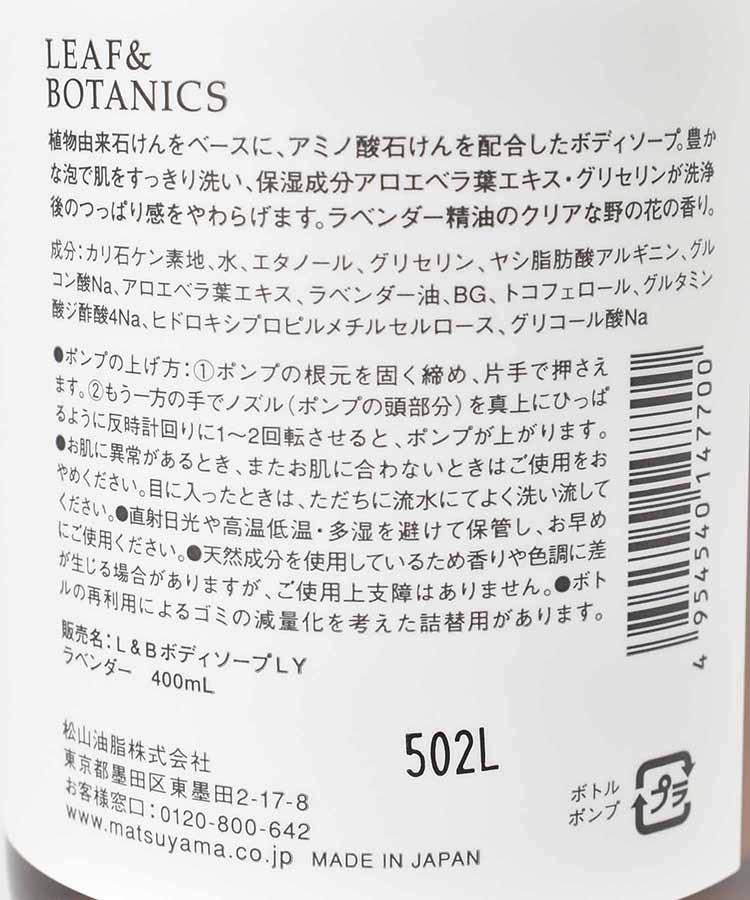 LEAF&
BOTANICS
植物由来石けんをベースに、アミノ酸石けんを配合したボディソープ。豊か
な泡で肌をすっきり洗い、保湿成分アロエベラ葉エキス・グリセリンが洗浄
後のつっぱり感をやわらげます。ラベンダー精油のクリアな野の花の香り。
成分：カリ石ケン素地、水、エタノール、グリセリン、ヤシ脂肪酸アルギニン、グル
コン酸Na、アロエベラ葉エキス、ラベンダー油、BG、トコフェロール、グルタミン
酸ジ酢酸4Na、ヒドロキシプロピルメチルセルロース、グリコール酸Na
●ポンプの上げ方：①ポンプの根元を固く締め、片手で押さえ
ます。②もう一方の手でノズル（ポンプの頭部分）を真上にひっぱ
るように反時計回りに1〜2回転させると、ポンプが上がります。
●お肌に異常があるとき、またお肌に合わないときはご使用をお
やめください。目に入ったときは、ただちに流水にてよく洗い流して
ください。●直射日光や高温低温・多湿を避けて保管し、お早め
にご使用ください。●天然成分を使用しているため香りや色調に差
が生じる場合がありますが、ご使用上支障はありません。●ボト
ルの再利用によるゴミの減量化を考えた詰替用があります。
販売名：L＆BボディソープLY
ラベンダー 400mL
4954540147700
松山油脂株式会社
東京都墨田区東墨田2-17-8
お客様窓口：0120-800-642
www.matsuyama.co.jp MADE IN JAPAN
502L
ボトル
ポンプ
プラ